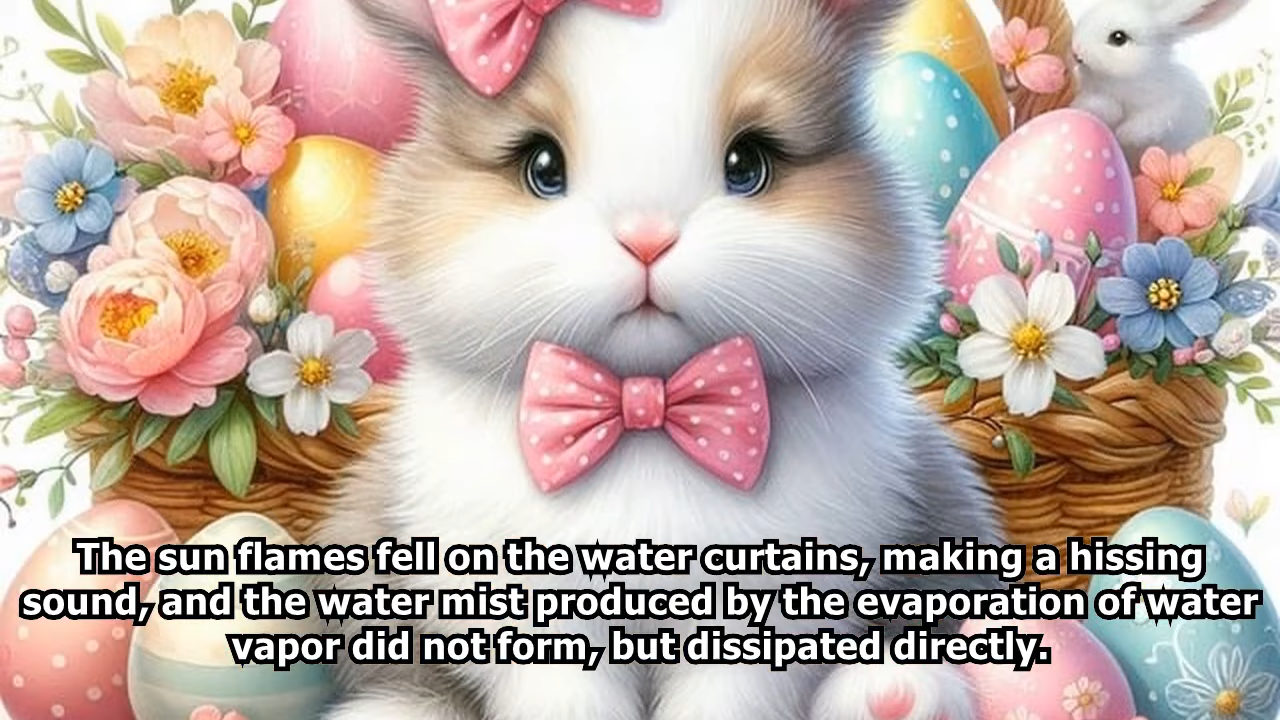 The sun flames fell on the water curtains, making a hissing
sound, and the water mist produced by the evaporation of water
vapor did not form, but dissipated directly.